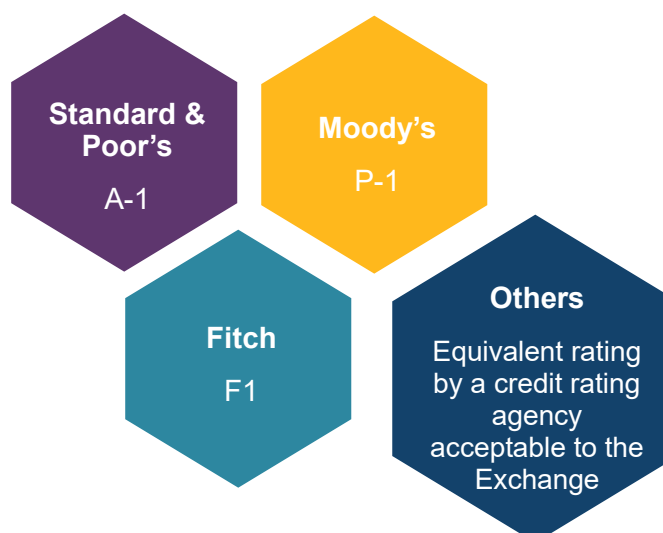 Standard &
Poor’s
A-1
Moody’s
P-1
Fitch
F1
Others
Equivalent rating
by a credit rating
agency
acceptable to the
Exchange